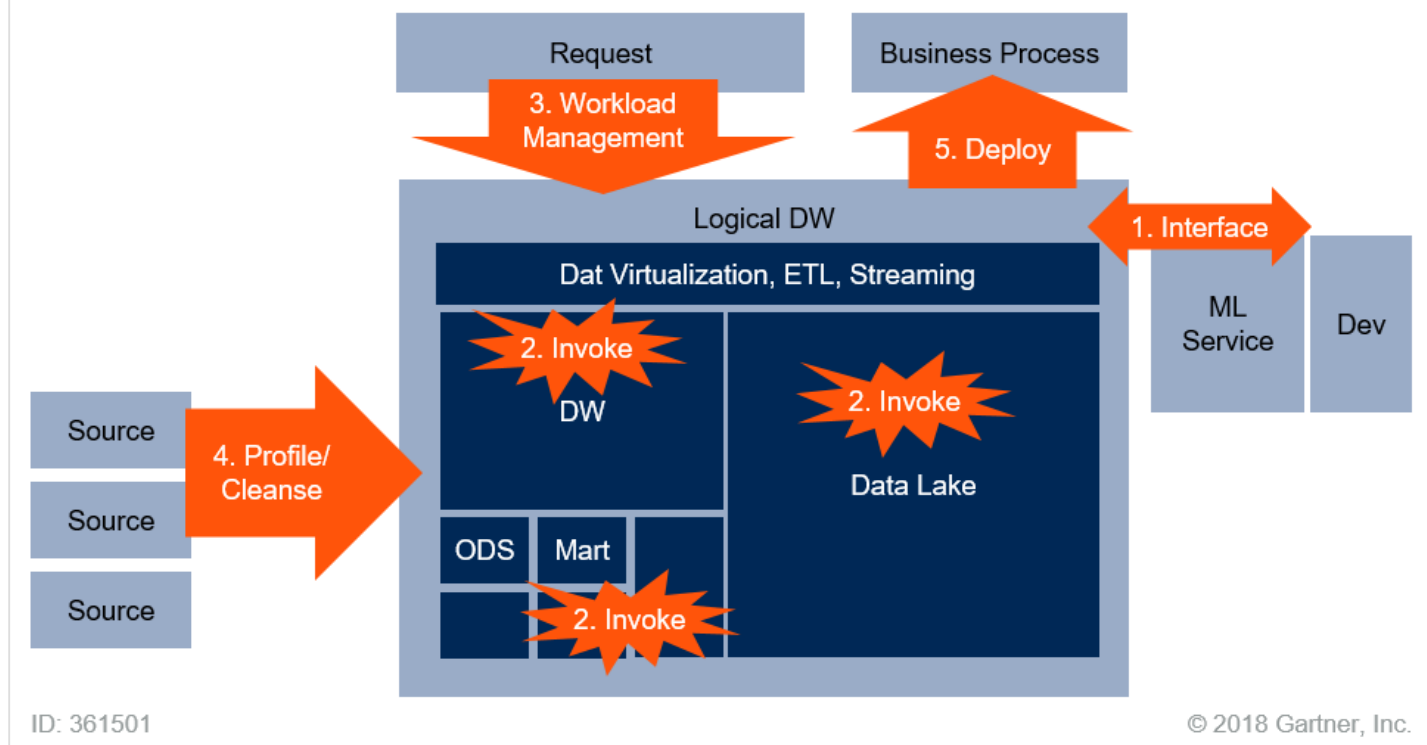 Request
Business Process
3. Workload
Management
5. Deploy
Logical DW
1. Interface
Dat Virtualization, ETL, Streaming
2. Invoke
DW
2. Invoke
Data Lake
ML
Service
Dev
Source
Source
Source
4. Profile/
Cleanse
ODS
Mart
2. Invoke
ID: 361501
© 2018 Gartner, Inc.